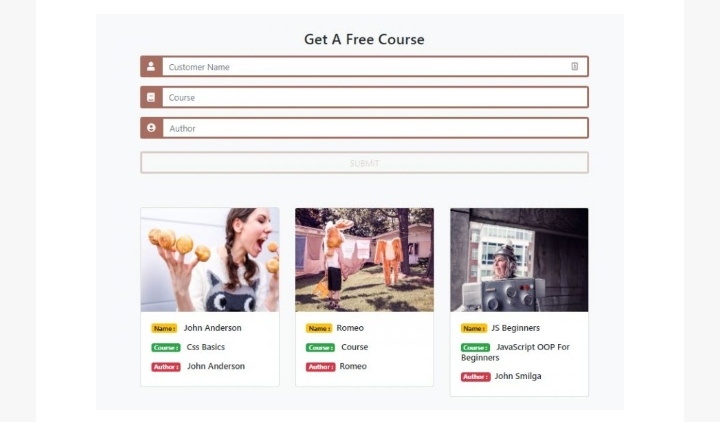 Get A Free Course
Customer Name
Course
Author
SUBMIT
Name : John Anderson
Course : Css Basics
Author : John Anderson
Name : Romeo
Course : Course
Author : Romeo
Name : JS Beginners
Course : JavaScript OOP For
Beginners
Author : John Smilga